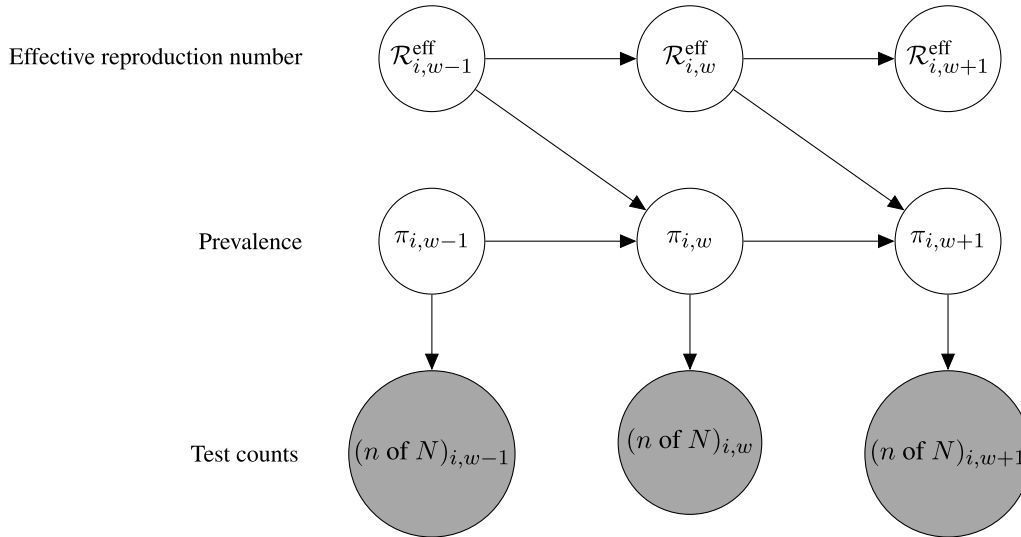 Effective reproduction number
ℛ^eff_{i,w−1}
ℛ^eff_{i,w}
ℛ^eff_{i,w+1}
Prevalence
π_{i,w−1}
π_{i,w}
π_{i,w+1}
Test counts
(n of N)_{i,w−1}
(n of N)_{i,w}
(n of N)_{i,w+1}